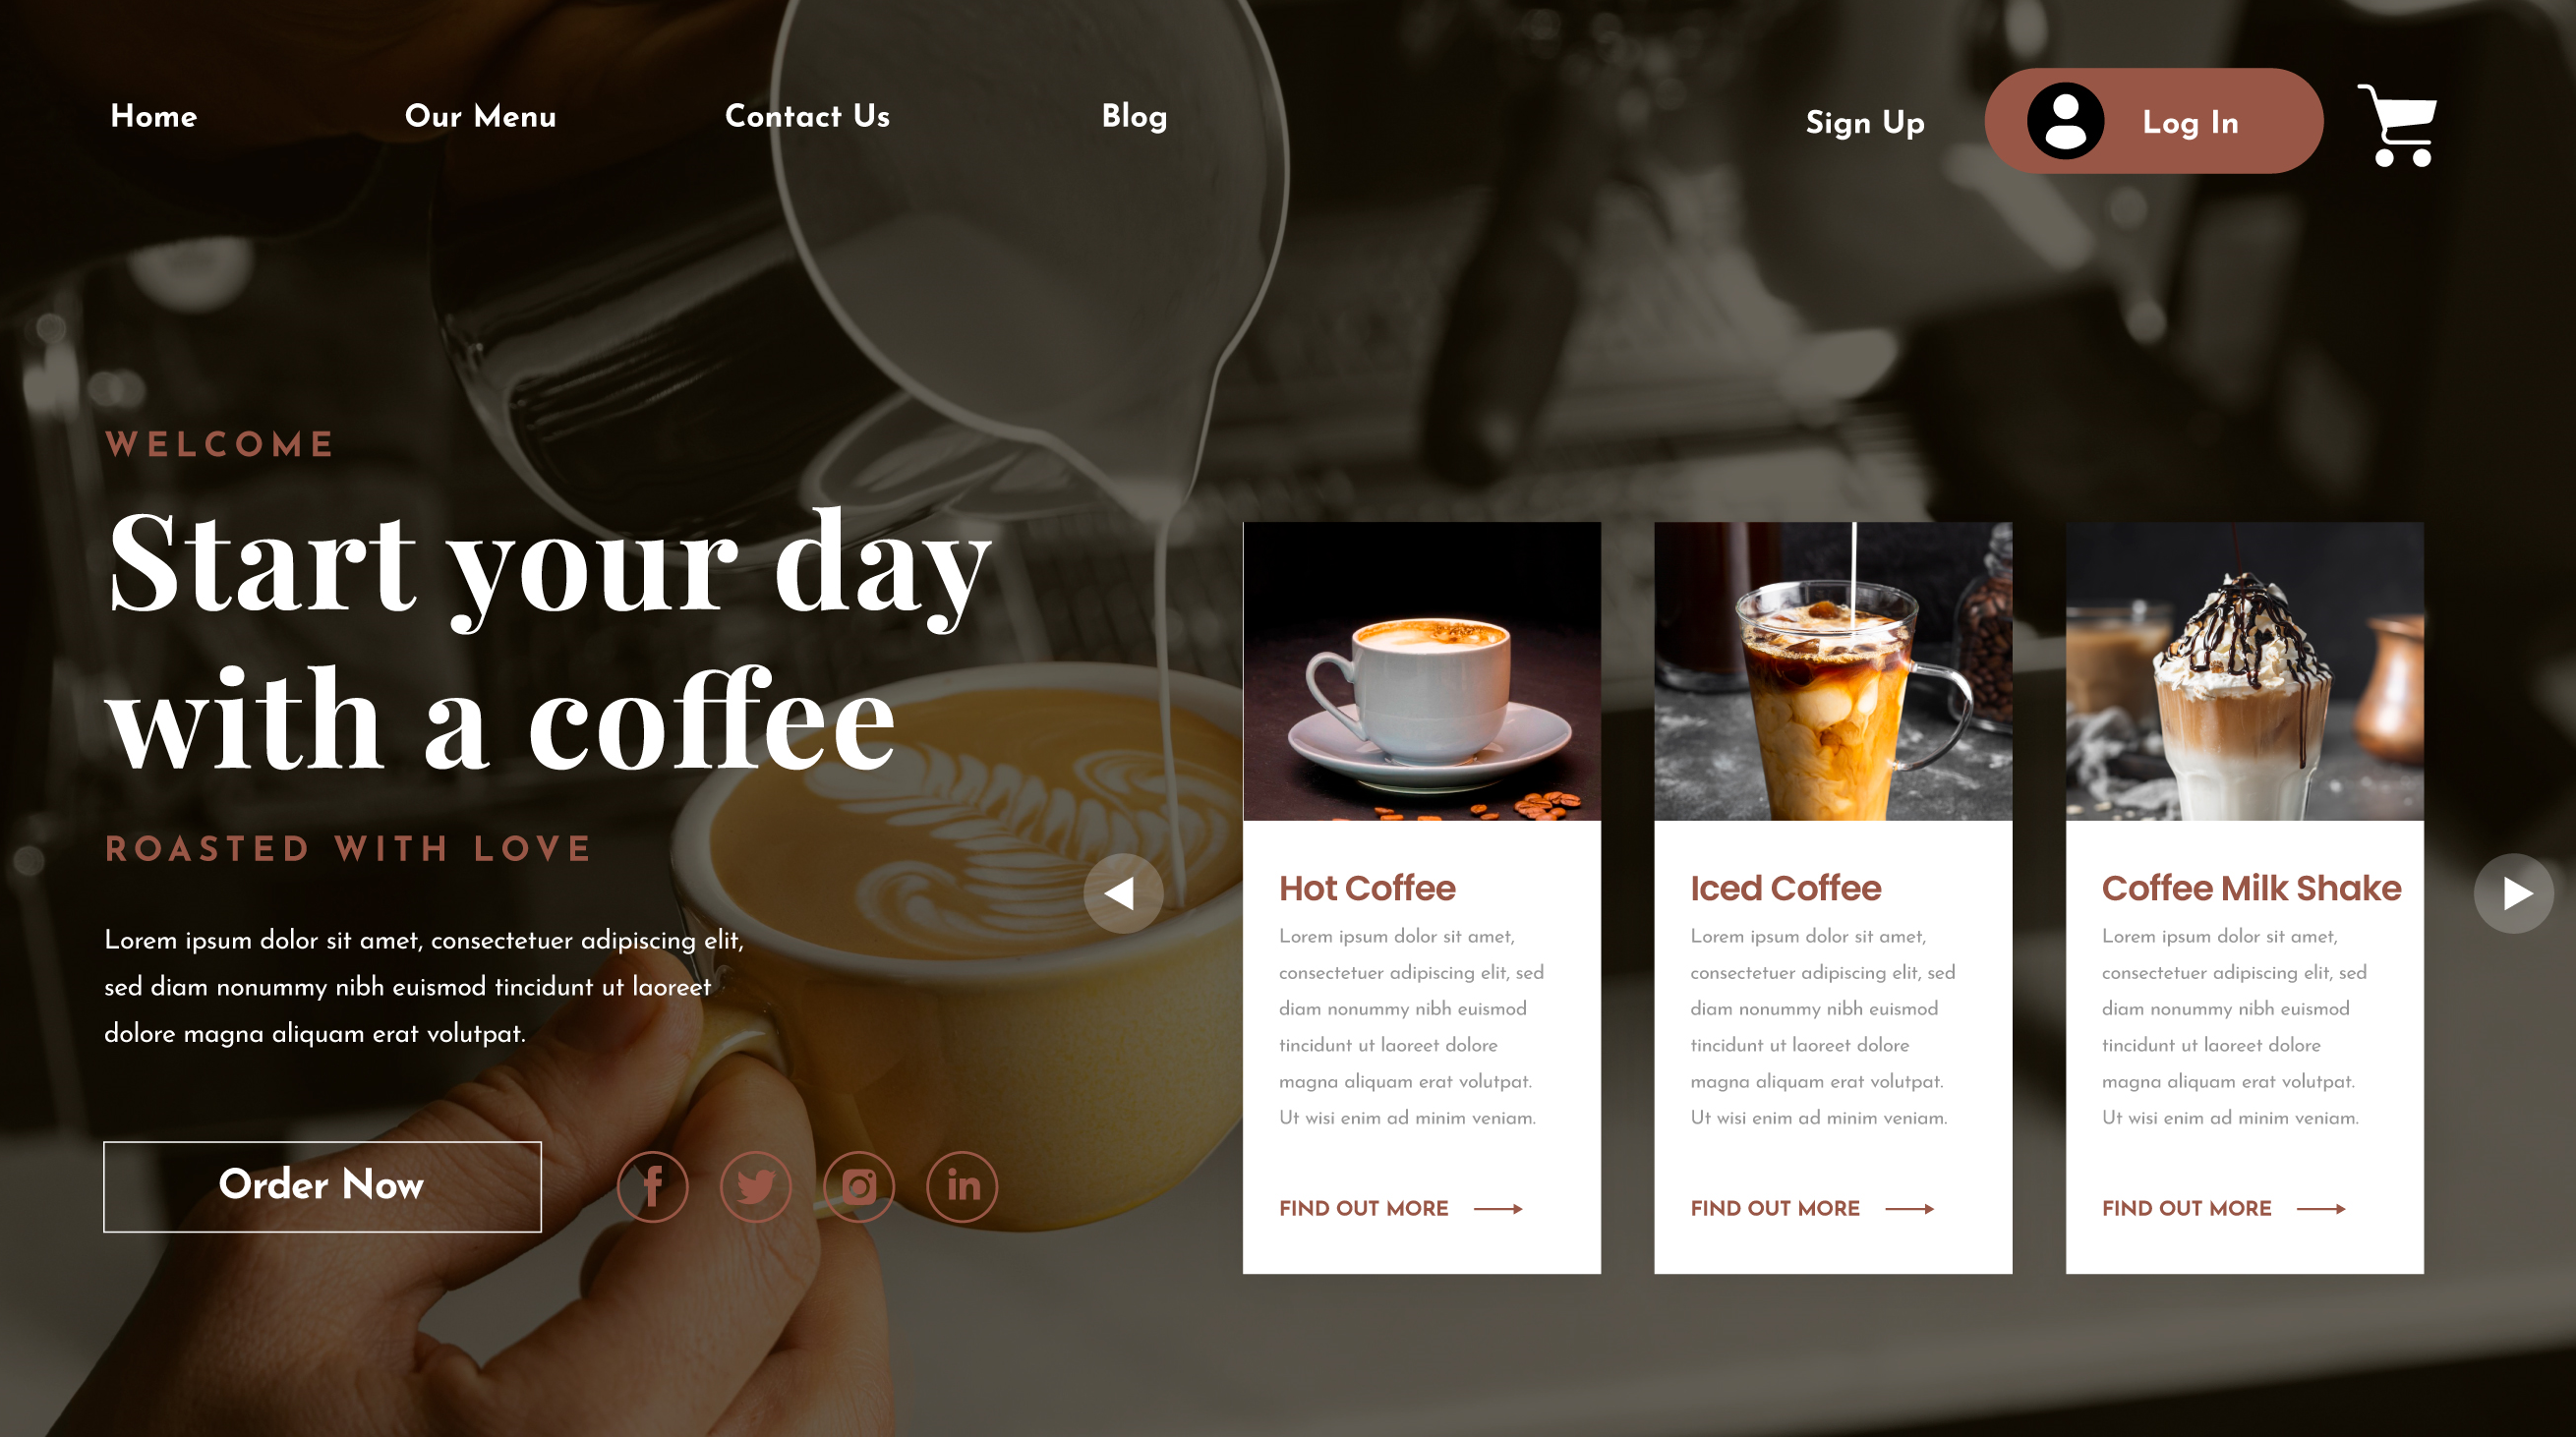 Home
Our Menu
Contact Us
Blog
Sign Up
Log In
WELCOME
Start your day
with a coffee
ROASTED WITH LOVE
Lorem ipsum dolor sit amet, consectetuer adipiscing elit,
sed diam nonummy nibh euismod tincidunt ut laoreet
dolore magna aliquam erat volutpat.
Order Now
f
in
Hot Coffee
Lorem ipsum dolor sit amet,
consectetuer adipiscing elit, sed
diam nonummy nibh euismod
tincidunt ut laoreet dolore
magna aliquam erat volutpat.
Ut wisi enim ad minim veniam.
FIND OUT MORE
Iced Coffee
Lorem ipsum dolor sit amet,
consectetuer adipiscing elit, sed
diam nonummy nibh euismod
tincidunt ut laoreet dolore
magna aliquam erat volutpat.
Ut wisi enim ad minim veniam.
FIND OUT MORE
Coffee Milk Shake
Lorem ipsum dolor sit amet,
consectetuer adipiscing elit, sed
diam nonummy nibh euismod
tincidunt ut laoreet dolore
magna aliquam erat volutpat.
Ut wisi enim ad minim veniam.
FIND OUT MORE